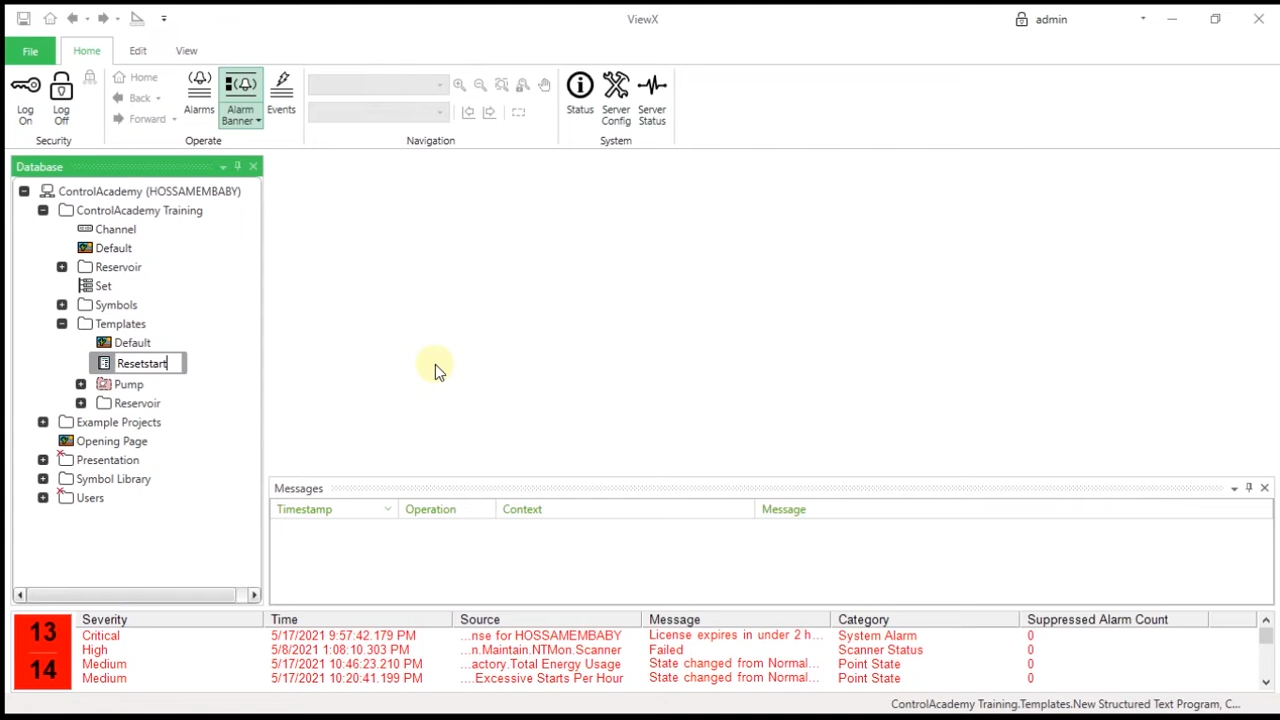 ViewX
admin
File
Home
Edit
View
Log On
Log Off
Security
Home
Back
Forward
Alarms
Alarm Banner
Events
Operate
Navigation
Status
Server Config
Server Status
System
Database
ControlAcademy (HOSSAMEMBABY)
ControlAcademy Training
Channel
Default
Reservoir
Set
Symbols
Templates
Default
Resetstart
Pump
Reservoir
Example Projects
Opening Page
Presentation
Symbol Library
Users
Messages
Timestamp Operation Context Message
13
14
Severity Time Source Message Category Suppressed Alarm Count
Critical 5/17/2021 9:57:42.179 PM ...nse for HOSSAMEMBABY License expires in under 2 h... System Alarm 0
High 5/8/2021 1:08:10.303 PM ...n.Maintain.NTMon.Scanner Failed Scanner Status 0
Medium 5/17/2021 10:46:23.210 PM ...actory.Total Energy Usage State changed from Normal... Point State 0
Medium 5/17/2021 10:20:41.199 PM ....Excessive Starts Per Hour State changed from Normal... Point State 0
ControlAcademy Training.Templates.New Structured Text Program, C...